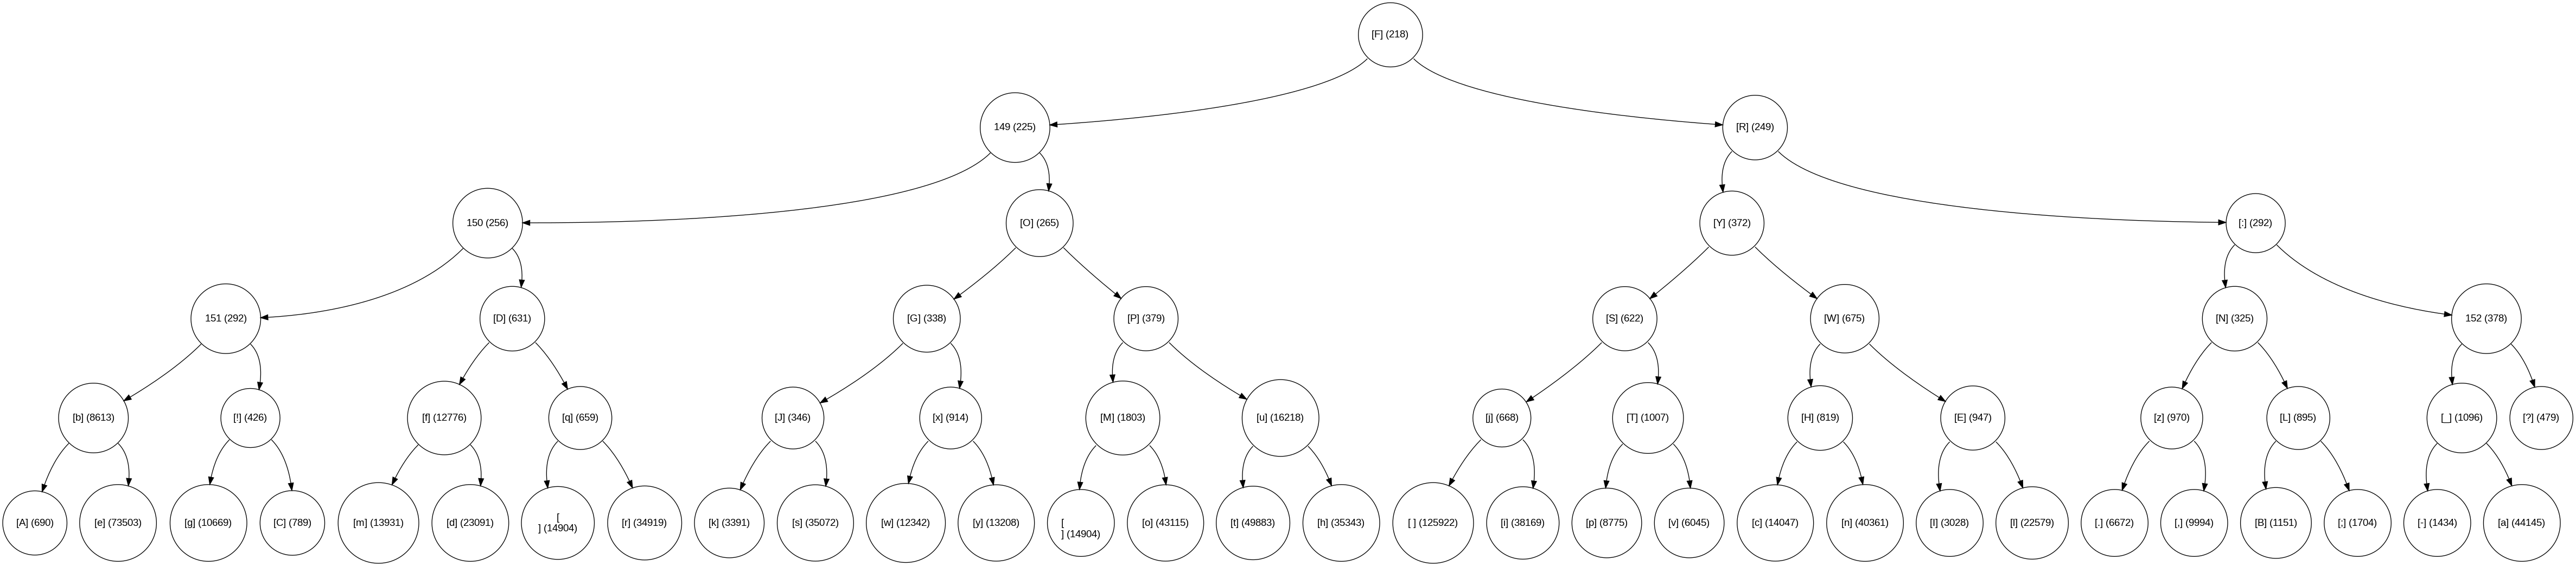 [F] (218)
149 (225)
[R] (249)
150 (256)
[O] (265)
[Y] (372)
[:] (292)
151 (292)
[D] (631)
[G] (338)
[P] (379)
[S] (622)
[W] (675)
[N] (325)
152 (378)
[b] (8613)
[!] (426)
[f] (12776)
[q] (659)
[J] (346)
[x] (914)
[M] (1803)
[u] (16218)
[j] (668)
[T] (1007)
[H] (819)
[E] (947)
[z] (970)
[L] (895)
[_] (1096)
[?] (479)
[A] (690)
[e] (73503)
[g] (10669)
[C] (789)
[m] (13931)
[d] (23091)
[
] (14904)
[r] (34919)
[k] (3391)
[s] (35072)
[w] (12342)
[y] (13208)
[
] (14904)
[o] (43115)
[t] (49883)
[h] (35343)
[ ] (125922)
[i] (38169)
[p] (8775)
[v] (6045)
[c] (14047)
[n] (40361)
[I] (3028)
[l] (22579)
[.] (6672)
[,] (9994)
[B] (1151)
[;] (1704)
[-] (1434)
[a] (44145)